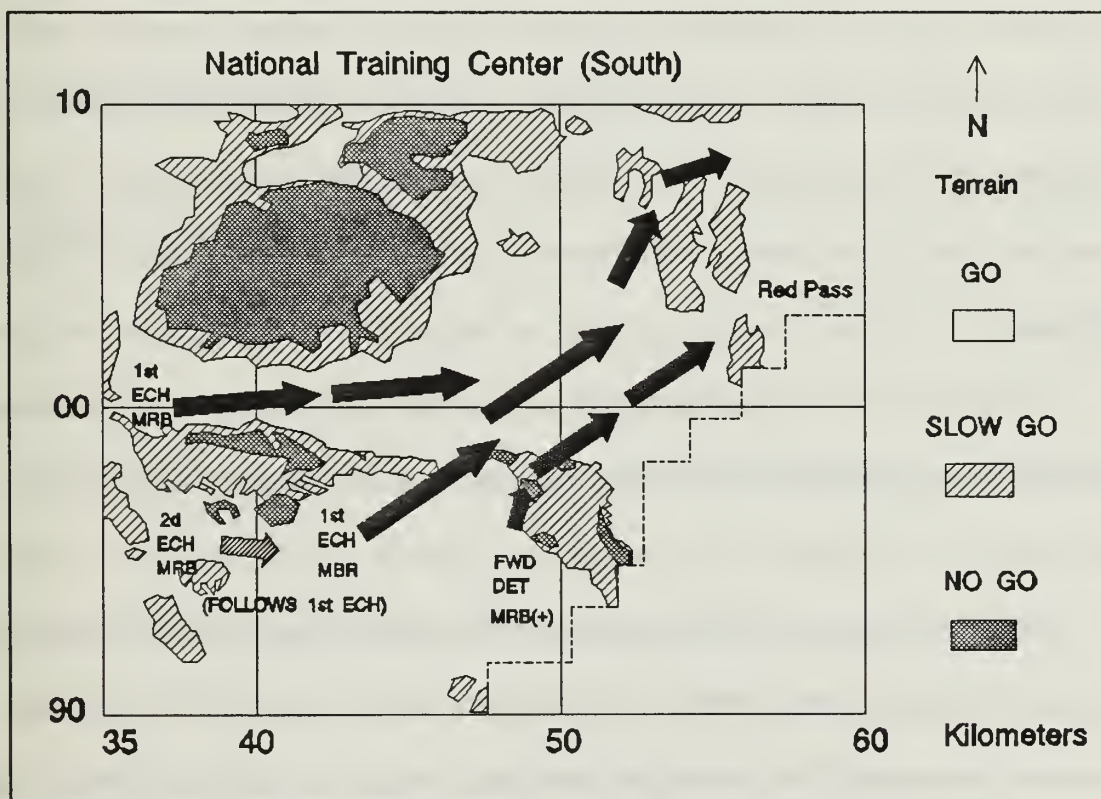 National Training Center (South)
10
N
Terrain
GO
Red Pass
1st
ECH
MRB
00
SLOW GO
2d
ECH
MRB
1st
ECH
MBR
(FOLLOWS 1st ECH)
FWD
DET
MRB(+)
NO GO
90
35
40
50
60
Kilometers